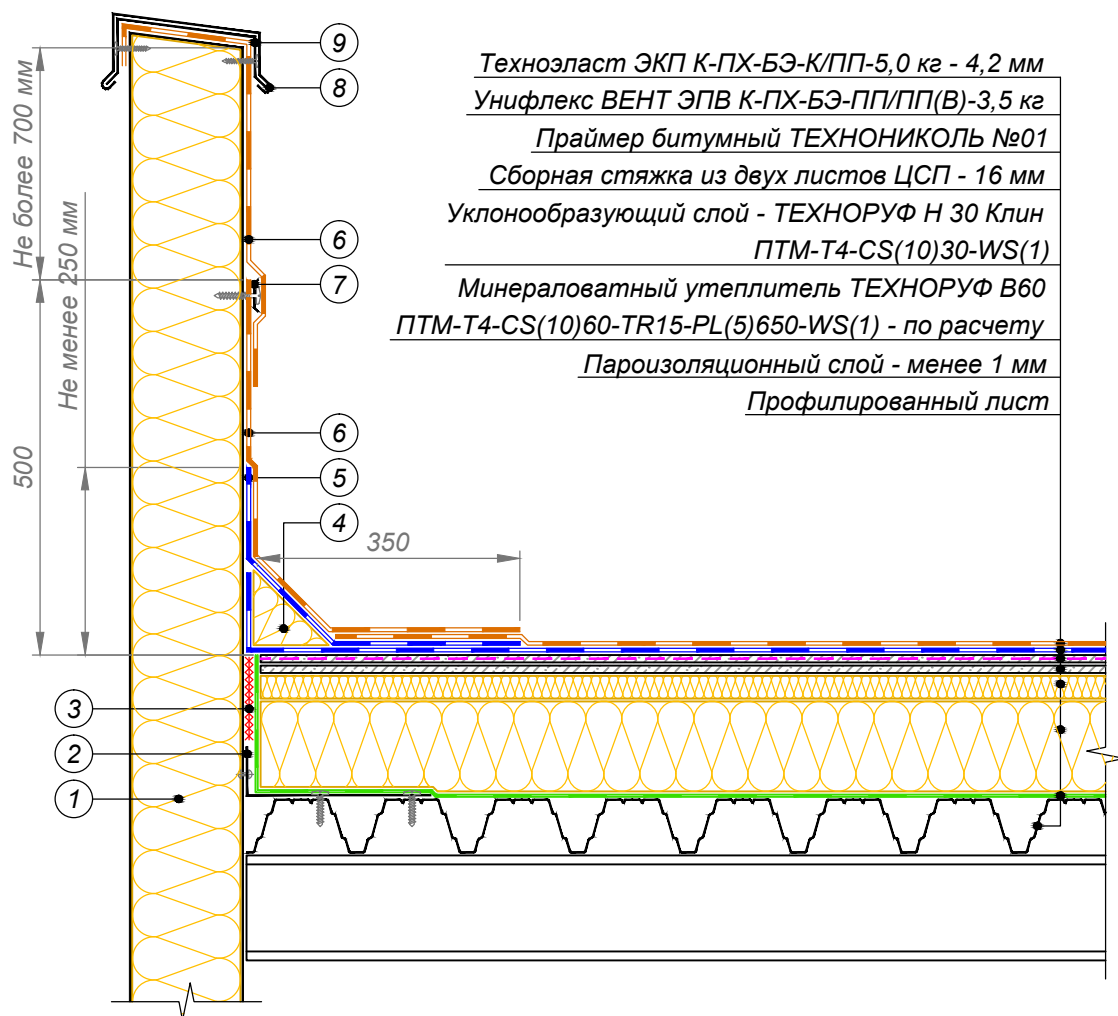 Техноэласт ЭКП К-ПХ-БЭ-К/ПП-5,0 кг - 4,2 мм
Унифлекс ВЕНТ ЭПВ К-ПХ-БЭ-ПП/ПП(В)-3,5 кг
Праймер битумный ТЕХНОНИКОЛЬ №01
Сборная стяжка из двух листов ЦСП - 16 мм
Уклонообразующий слой - ТЕХНОРУФ Н 30 Клин
ПТМ-Т4-CS(10)30-WS(1)
Минераловатный утеплитель ТЕХНОРУФ В60
ПТМ-Т4-CS(10)60-TR15-PL(5)650-WS(1) - по расчету
Пароизоляционный слой - менее 1 мм
Профилированный лист
9
8
6
7
6
5
4
3
2
1
Не более 700 мм
Не менее 250 мм
500
350